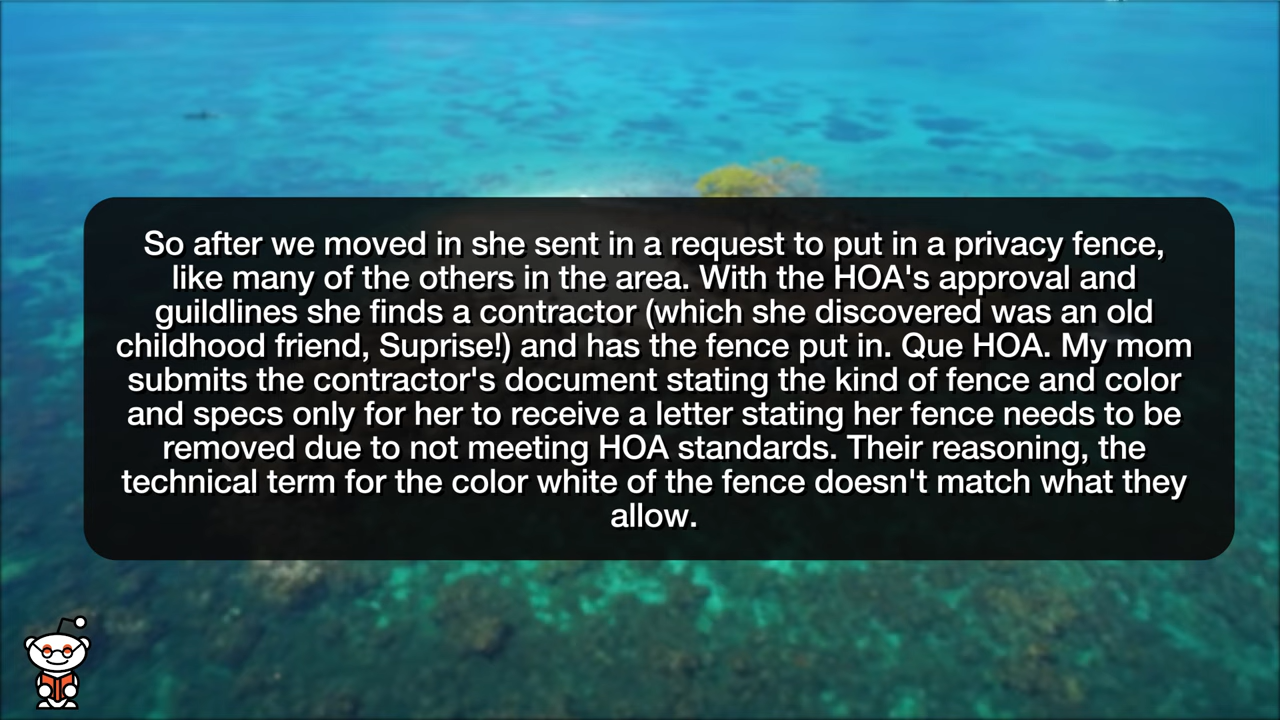 So after we moved in she sent in a request to put in a privacy fence,
like many of the others in the area. With the HOA's approval and
guildlines she finds a contractor (which she discovered was an old
childhood friend, Suprise!) and has the fence put in. Que HOA. My mom
submits the contractor's document stating the kind of fence and color
and specs only for her to receive a letter stating her fence needs to be
removed due to not meeting HOA standards. Their reasoning, the
technical term for the color white of the fence doesn't match what they
allow.